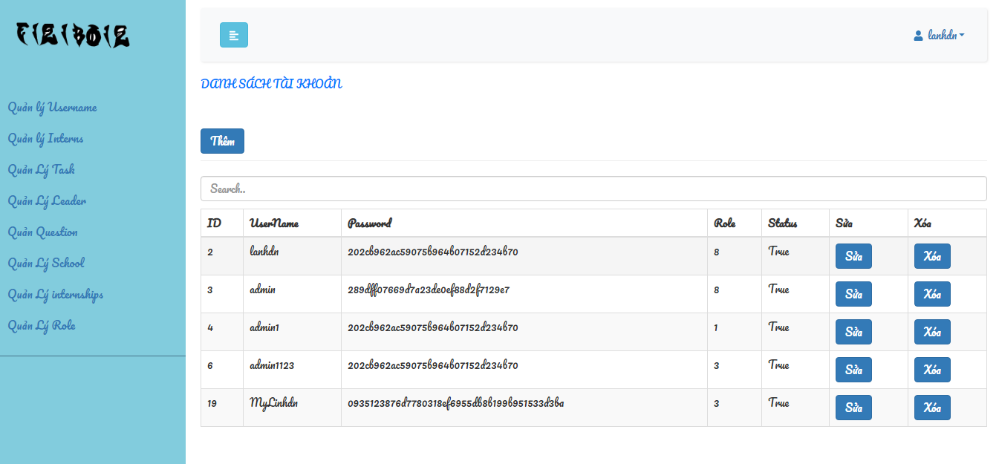 FIZIBOIZ
lanhdn
DANH SÁCH TÀI KHOẢN
Quản lý Username
Quản lý Interns
Quản Lý Task
Quản Lý Leader
Quản Question
Quản Lý School
Quản Lý internships
Quản Lý Role
Thêm
Search..
ID UserName Password Role Status Sửa Xóa
2 lanhdn 202cb962ac59075b964b07152d234b70 8 True Sửa Xóa
3 admin 289dff07669d7a23de0ef88d2f7129e7 8 True Sửa Xóa
4 admin1 202cb962ac59075b964b07152d234b70 1 True Sửa Xóa
6 admin1123 202cb962ac59075b964b07152d234b70 3 True Sửa Xóa
19 MyLinhdn 0935123876d7780318ef6955db8b199b951533d3ba 3 True Sửa Xóa